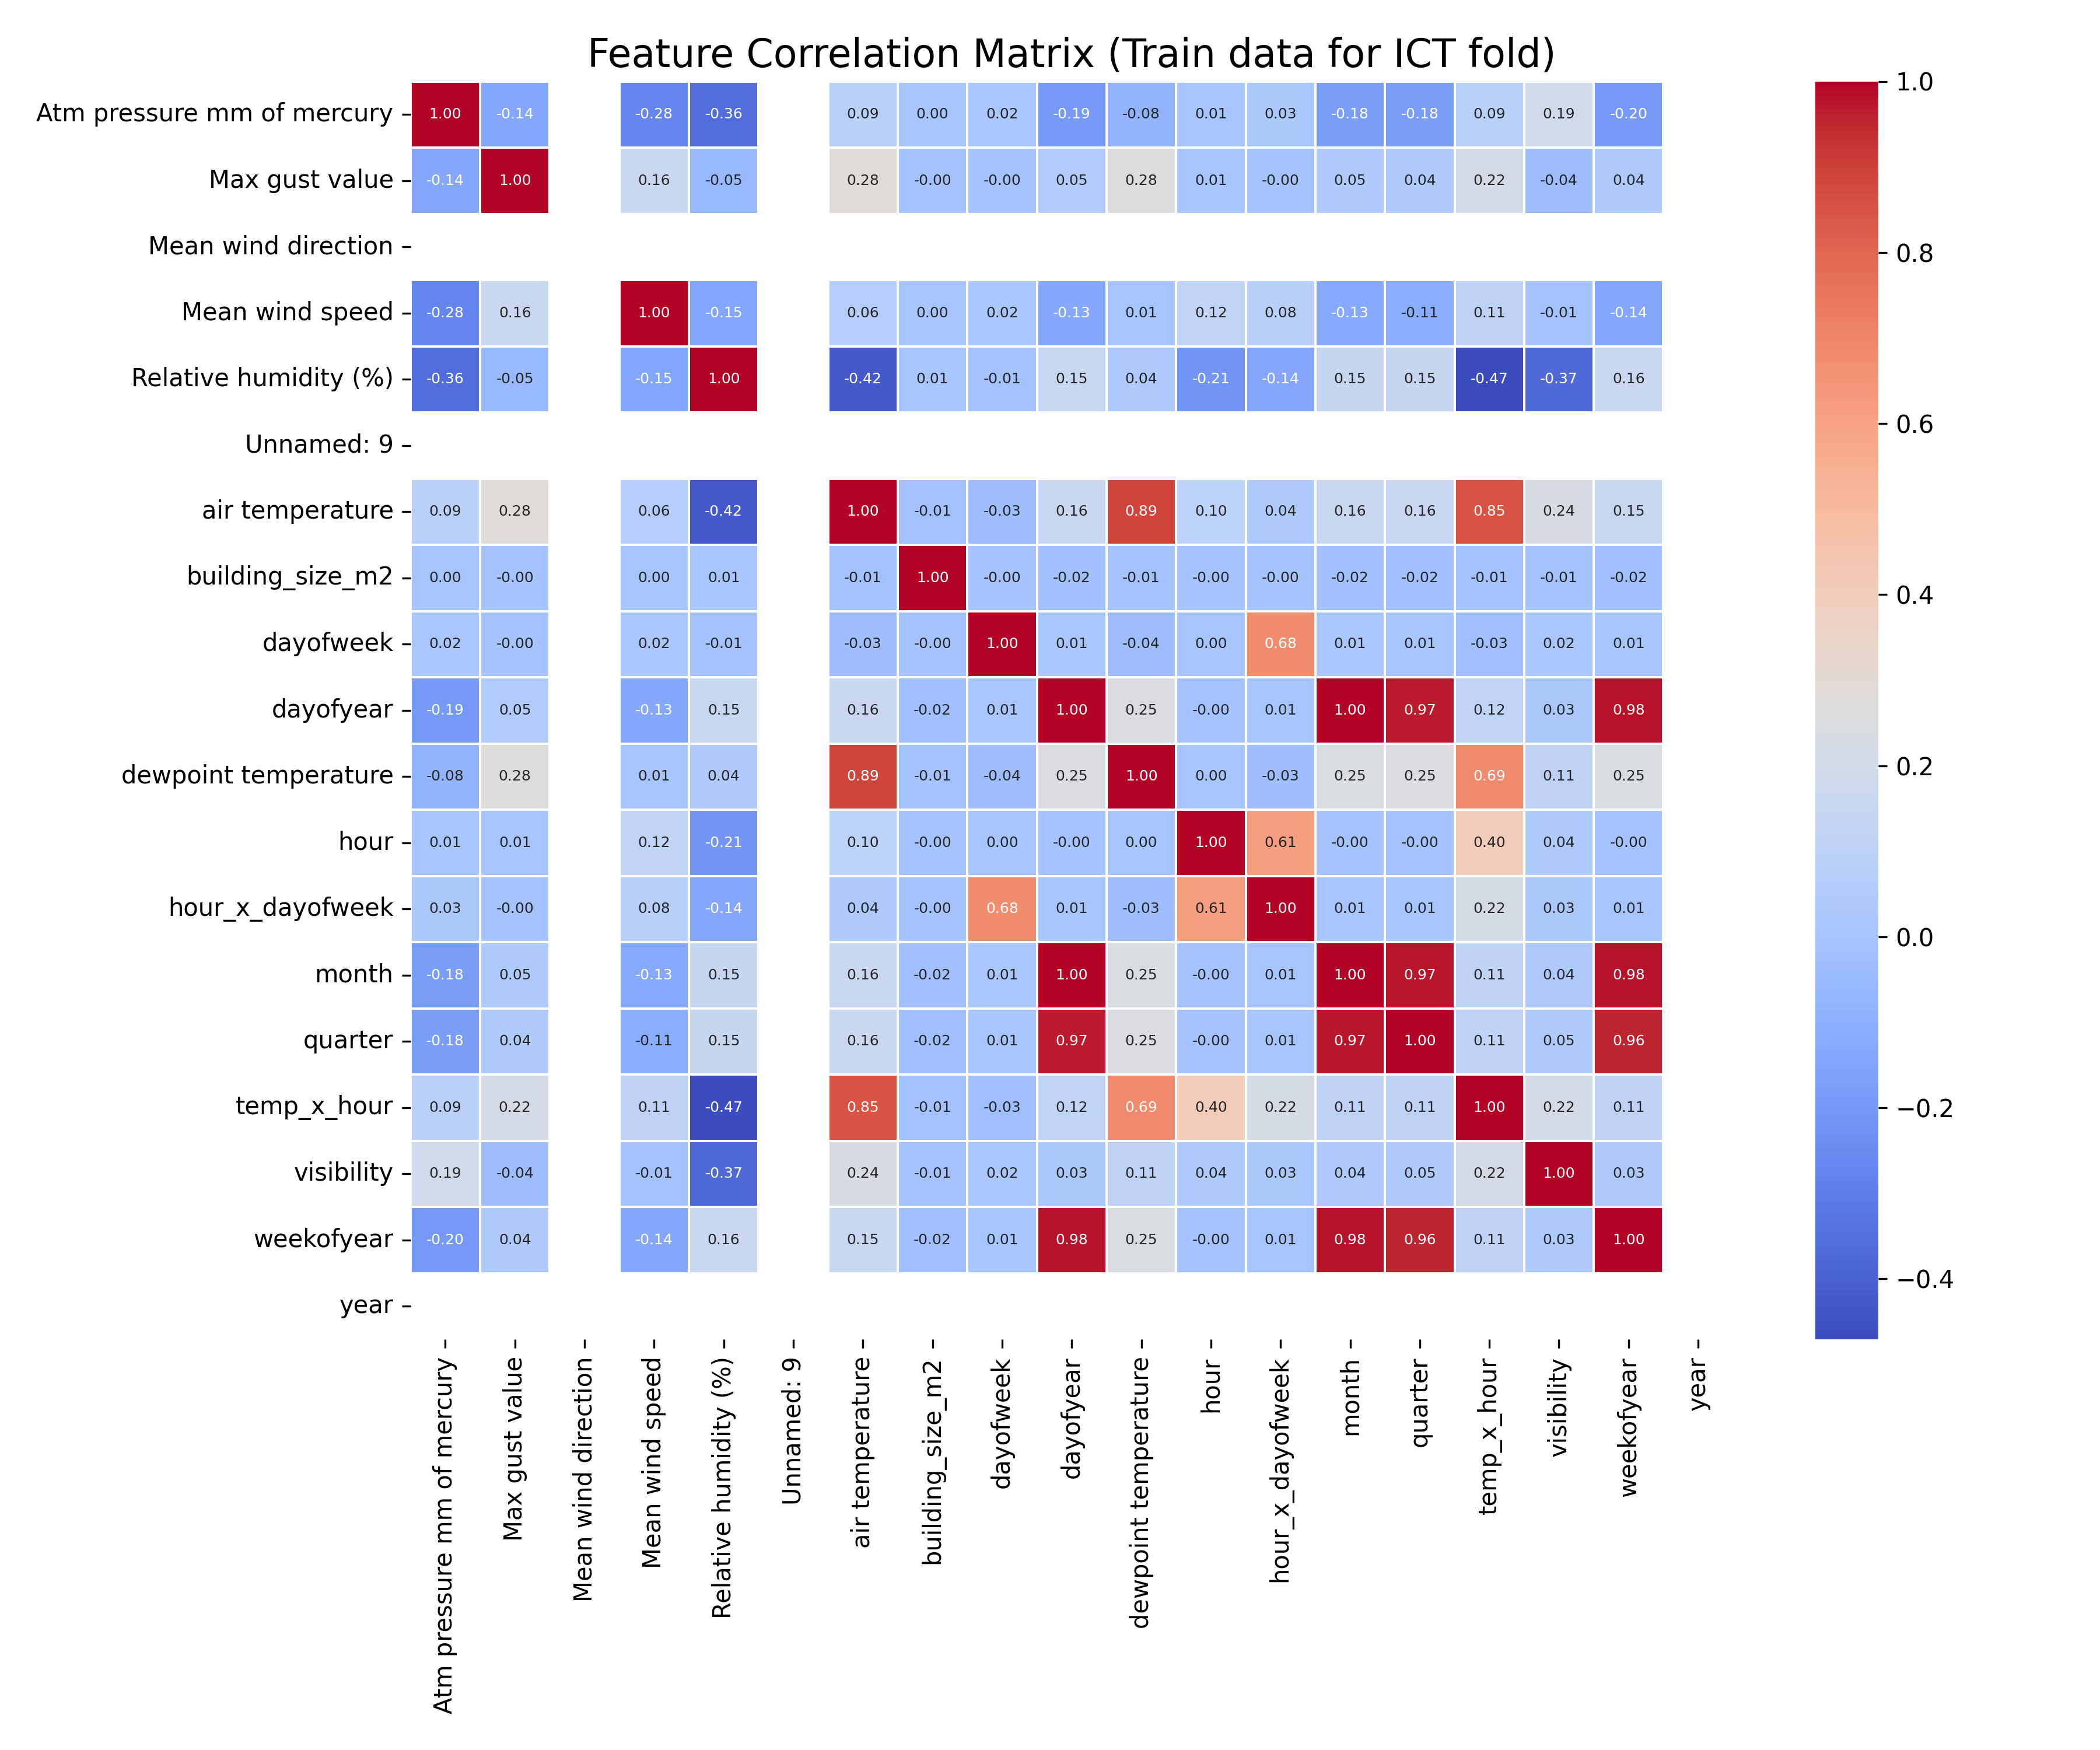 Feature Correlation Matrix (Train data for ICT fold)
Atm pressure mm of mercury 1.00 -0.14 -0.28 -0.36 0.09 0.00 0.02 -0.19 -0.08 0.01 0.03 -0.18 -0.18 0.09 0.19 -0.20
Max gust value -0.14 1.00 0.16 -0.05 0.28 -0.00 -0.00 0.05 0.28 0.01 -0.00 0.05 0.04 0.22 -0.04 0.04
Mean wind direction
Mean wind speed -0.28 0.16 1.00 -0.15 0.06 0.00 0.02 -0.13 0.01 0.12 0.08 -0.13 -0.11 0.11 -0.01 -0.14
Relative humidity (%) -0.36 -0.05 -0.15 1.00 -0.42 0.01 -0.01 0.15 0.04 -0.21 -0.14 0.15 0.15 -0.47 -0.37 0.16
Unnamed: 9
air temperature 0.09 0.28 0.06 -0.42 1.00 -0.01 -0.03 0.16 0.89 0.10 0.04 0.16 0.16 0.85 0.24 0.15
building_size_m2 0.00 -0.00 0.00 0.01 -0.01 1.00 -0.00 -0.02 -0.01 -0.00 -0.00 -0.02 -0.02 -0.01 -0.01 -0.02
dayofweek 0.02 -0.00 0.02 -0.01 -0.03 -0.00 1.00 0.01 -0.04 0.00 0.68 0.01 0.01 -0.03 0.02 0.01
dayofyear -0.19 0.05 -0.13 0.15 0.16 -0.02 0.01 1.00 0.25 -0.00 0.01 1.00 0.97 0.12 0.03 0.98
dewpoint temperature -0.08 0.28 0.01 0.04 0.89 -0.01 -0.04 0.25 1.00 0.00 -0.03 0.25 0.25 0.69 0.11 0.25
hour 0.01 0.01 0.12 -0.21 0.10 -0.00 0.00 -0.00 0.00 1.00 0.61 -0.00 -0.00 0.40 0.04 -0.00
hour_x_dayofweek 0.03 -0.00 0.08 -0.14 0.04 -0.00 0.68 0.01 -0.03 0.61 1.00 0.01 0.01 0.22 0.03 0.01
month -0.18 0.05 -0.13 0.15 0.16 -0.02 0.01 1.00 0.25 -0.00 0.01 1.00 0.97 0.11 0.04 0.98
quarter -0.18 0.04 -0.11 0.15 0.16 -0.02 0.01 0.97 0.25 -0.00 0.01 0.97 1.00 0.11 0.05 0.96
temp_x_hour 0.09 0.22 0.11 -0.47 0.85 -0.01 -0.03 0.12 0.69 0.40 0.22 0.11 0.11 1.00 0.22 0.11
visibility 0.19 -0.04 -0.01 -0.37 0.24 -0.01 0.02 0.03 0.11 0.04 0.03 0.04 0.05 0.22 1.00 0.03
weekofyear -0.20 0.04 -0.14 0.16 0.15 -0.02 0.01 0.98 0.25 -0.00 0.01 0.98 0.96 0.11 0.03 1.00
year
Atm pressure mm of mercury
Max gust value
Mean wind direction
Mean wind speed
Relative humidity (%)
Unnamed: 9
air temperature
building_size_m2
dayofweek
dayofyear
dewpoint temperature
hour
hour_x_dayofweek
month
quarter
temp_x_hour
visibility
weekofyear
year
1.0
0.8
0.6
0.4
0.2
0.0
−0.2
−0.4